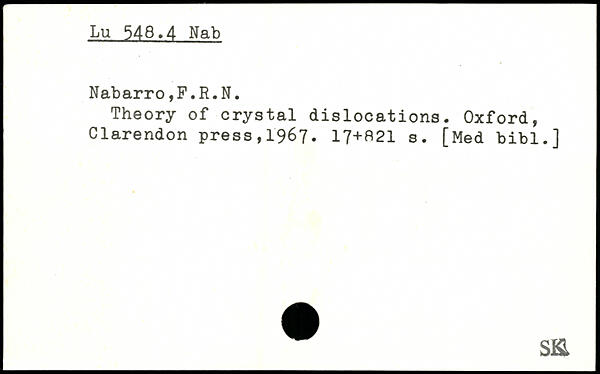 Lu 548.4 Nab
Nabarro,F.R.N.
Theory of crystal dislocations. Oxford,
Clarendon press,1967. 17+821 s. [Med bibl.]
SK